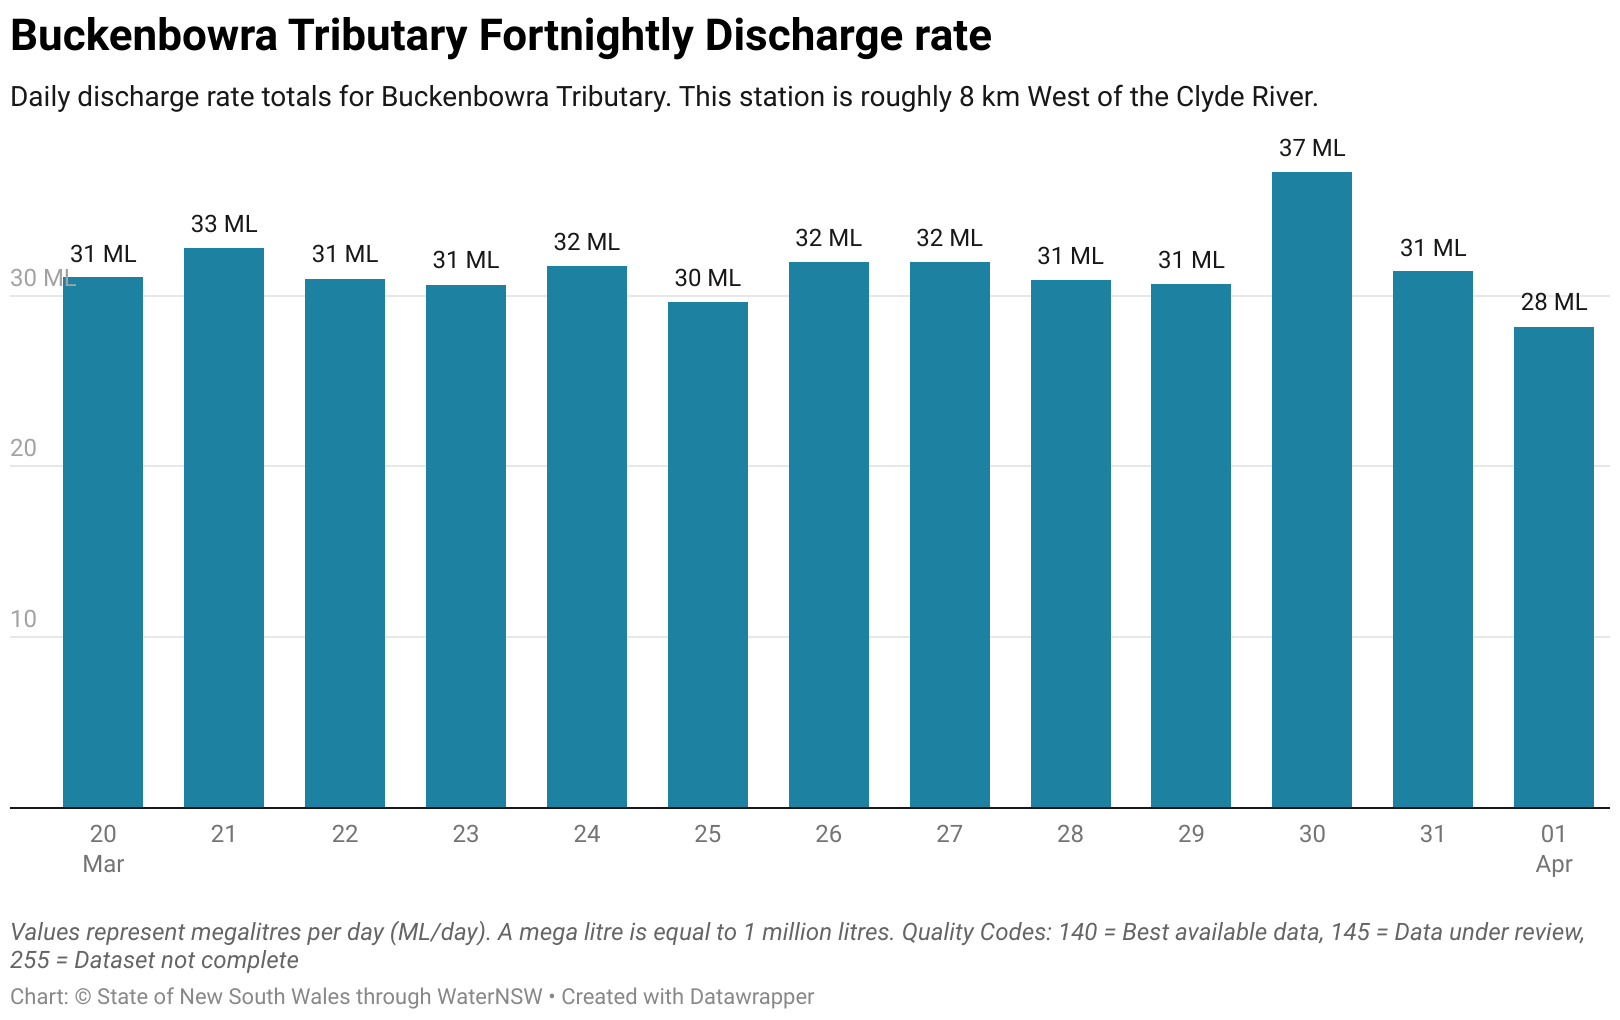 Buckenbowra Tributary Fortnightly Discharge rate
Daily discharge rate totals for Buckenbowra Tributary. This station is roughly 8 km West of the Clyde River.
37 ML
33 ML
31 ML
31 ML
31 ML
32 ML
30 ML
32 ML
32 ML
31 ML
31 ML
31 ML
28 ML
30 ML
20
10
20 21 22 23 24 25 26 27 28 29 30 31 01
Mar Apr
Values represent megalitres per day (ML/day). A mega litre is equal to 1 million litres. Quality Codes: 140 = Best available data, 145 = Data under review,
255 = Dataset not complete
Chart: © State of New South Wales through WaterNSW • Created with Datawrapper